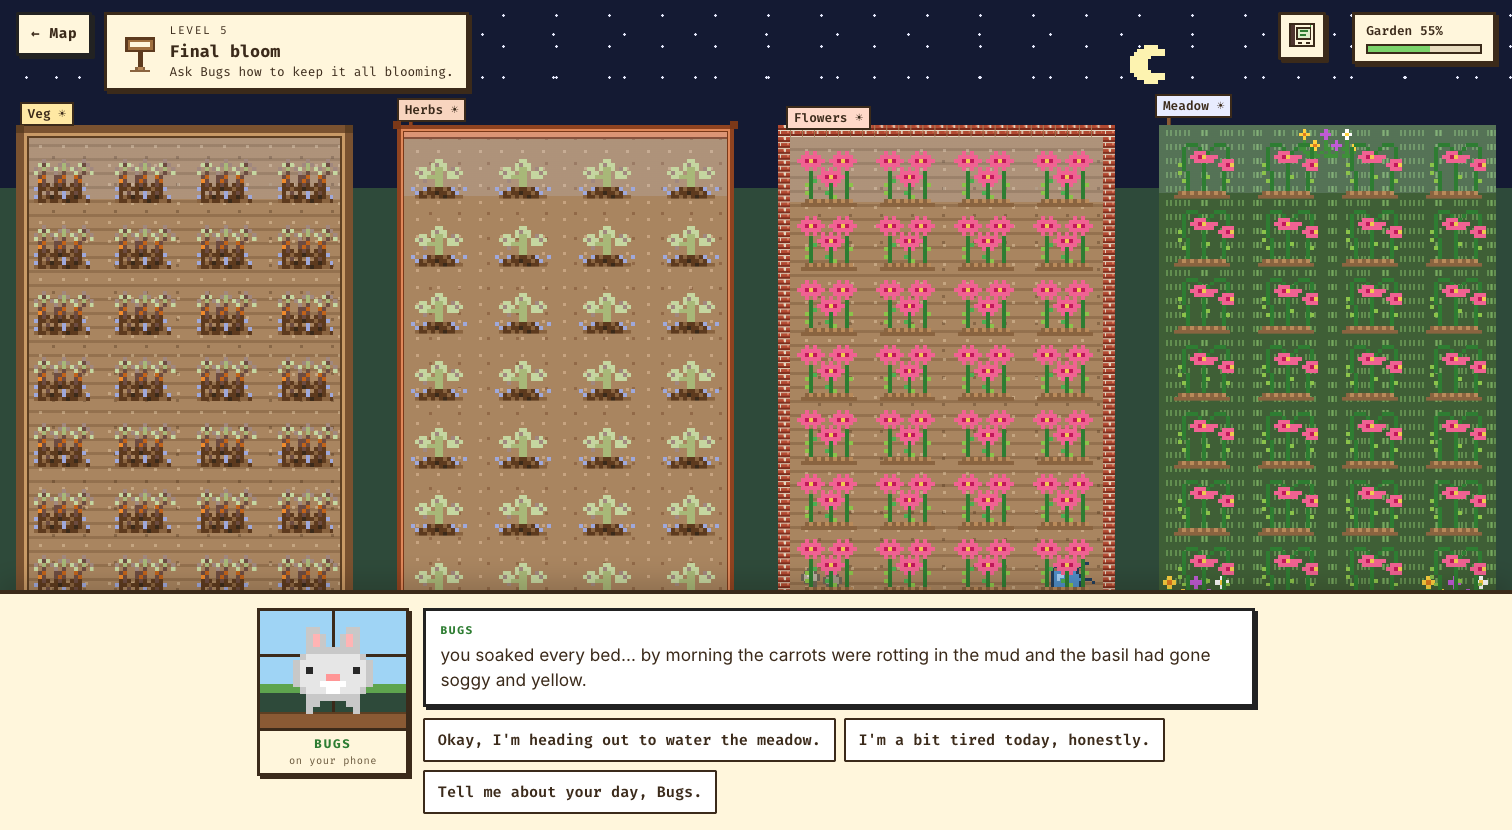 ← Map
LEVEL 5
Final bloom
Ask Bugs how to keep it all blooming.
Garden 55%
Veg ☀
Herbs ☀
Flowers ☀
Meadow ☀
BUGS
on your phone
BUGS
you soaked every bed... by morning the carrots were rotting in the mud and the basil had gone
soggy and yellow.
Okay, I'm heading out to water the meadow.
I'm a bit tired today, honestly.
Tell me about your day, Bugs.